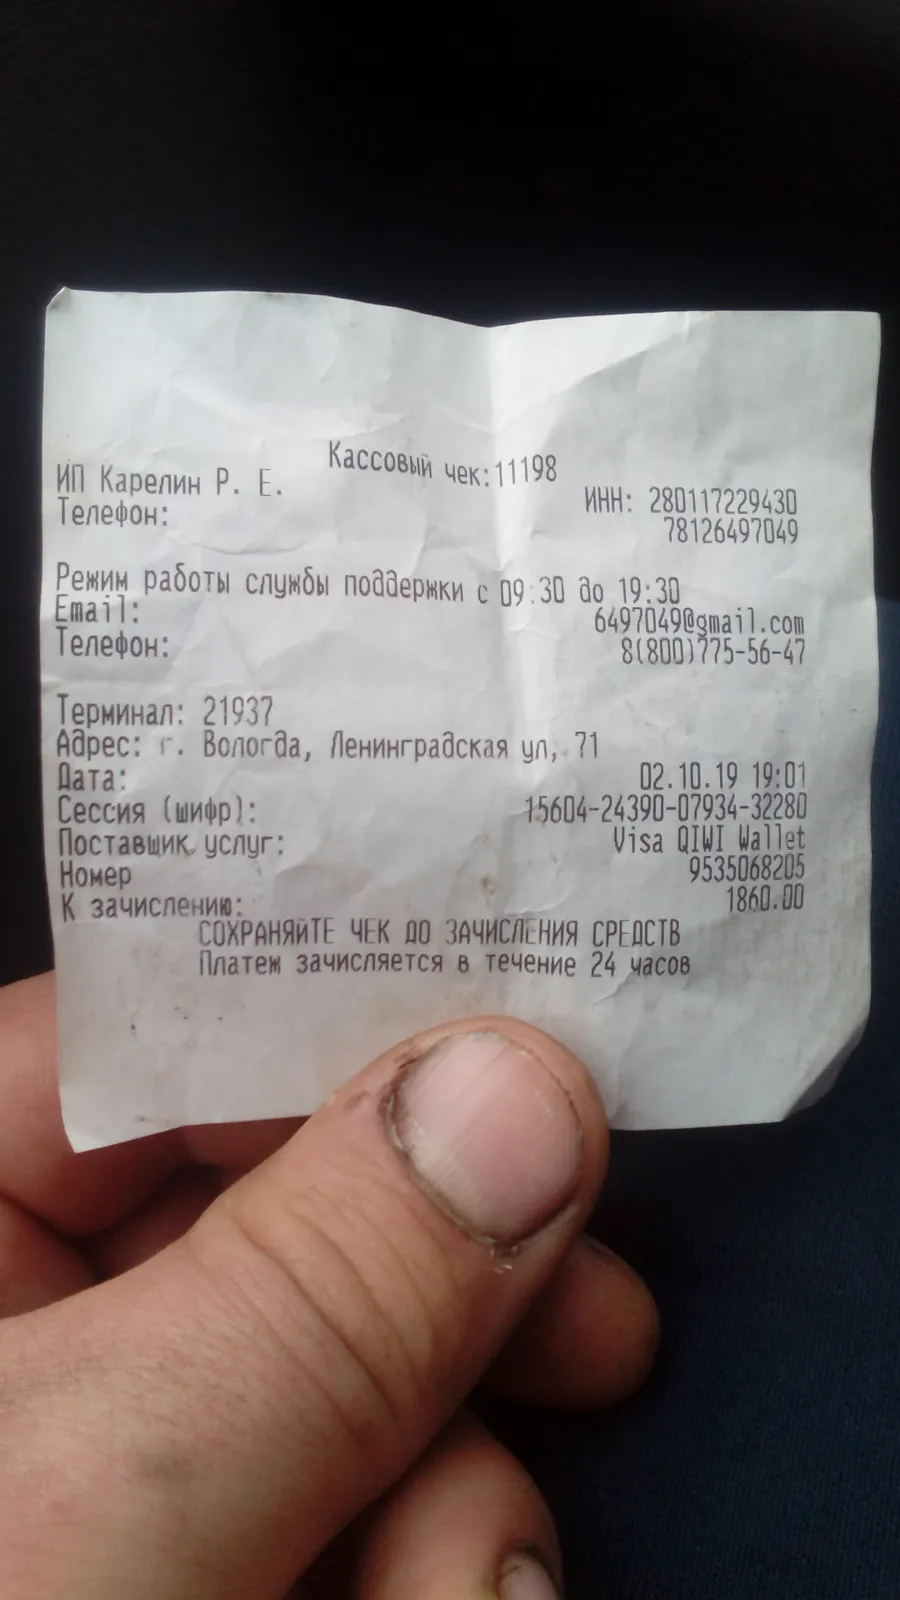 Кассовый чек:11198
ИП Карелин Р. Е.
ИНН: 280117229430
Телефон: 78126497049
Режим работы службы поддержки с 09:30 до 19:30
Email: 6497049@gmail.com
Телефон: 8(800)775-56-47
Терминал: 21937
Адрес: г. Вологда, Ленинградская ул, 71
Дата: 02.10.19 19:01
Сессия (шифр): 15604-24390-07934-32280
Поставщик услуг: Visa QIWI Wallet
Номер 9535068205
К зачислению: 1860.00
СОХРАНЯЙТЕ ЧЕК ДО ЗАЧИСЛЕНИЯ СРЕДСТВ
Платеж зачисляется в течение 24 часов